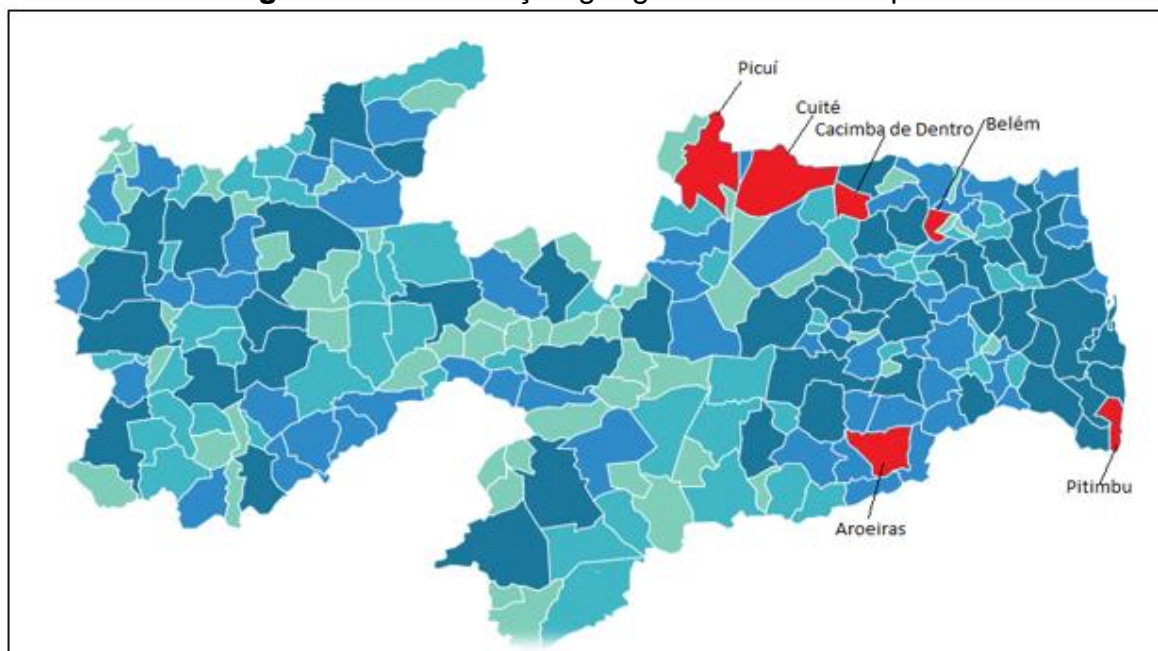 Picuí
Cuité
Cacimba de Dentro
Belém
Pitimbu
Aroeiras